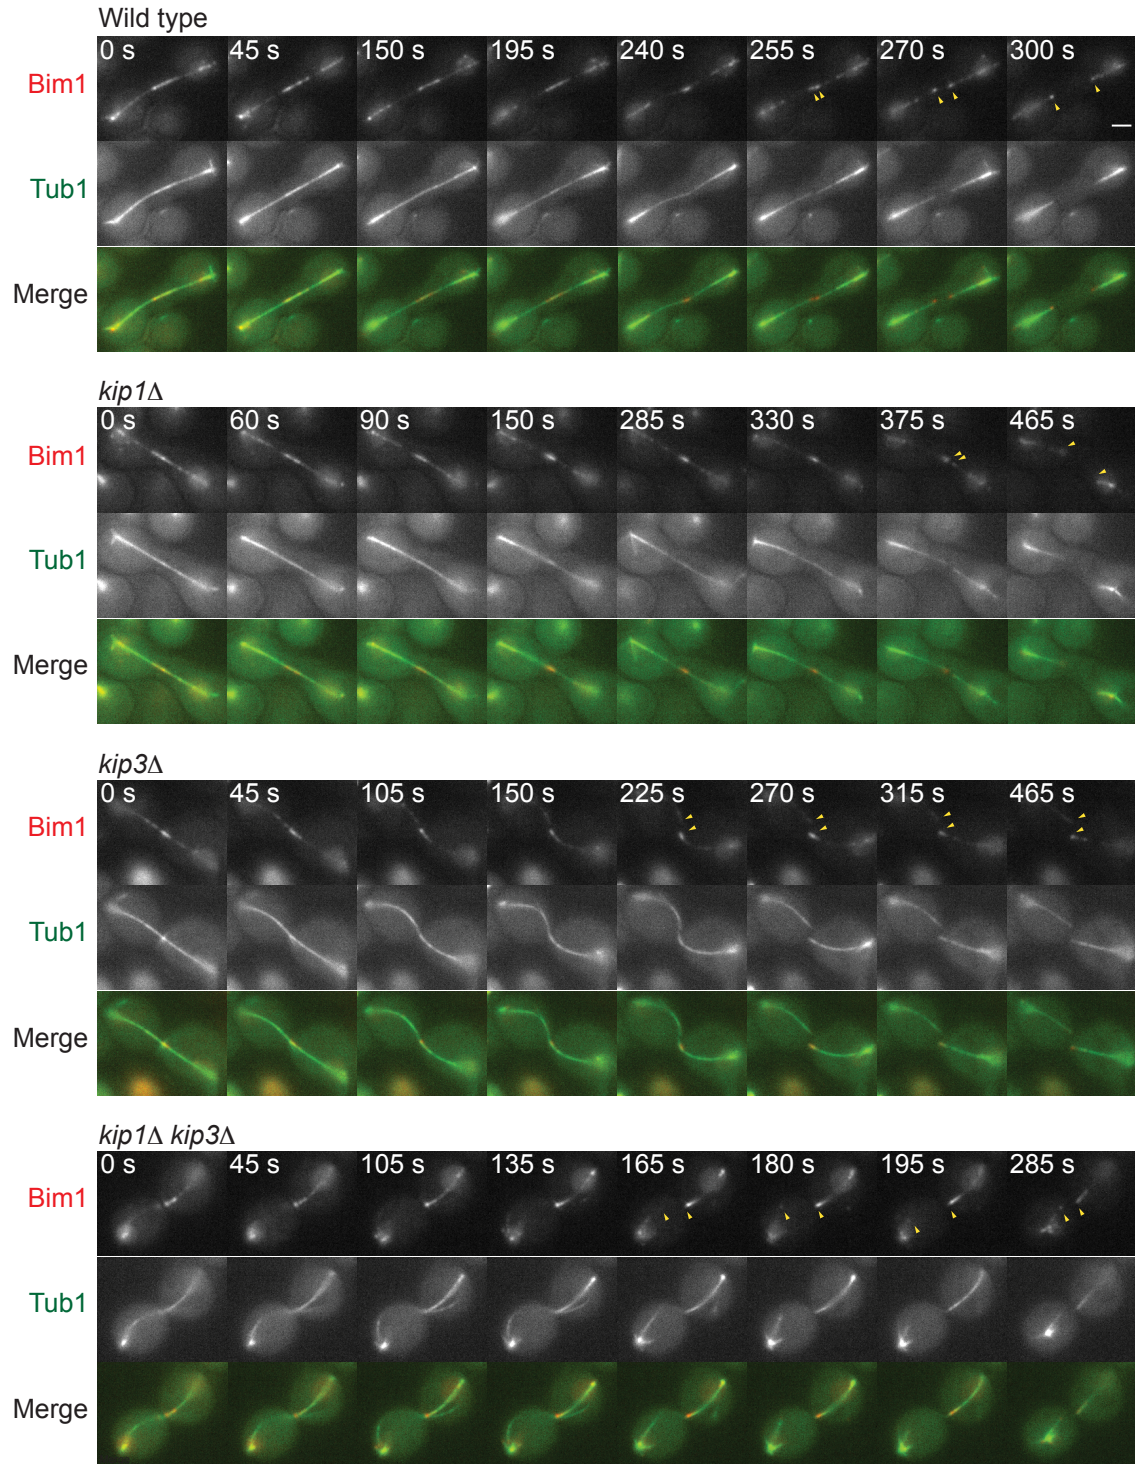 Wild type
0 s 45 s 150 s 195 s 240 s 255 s 270 s 300 s
Bim1
Tub1
Merge
kip1Δ
0 s 60 s 90 s 150 s 285 s 330 s 375 s 465 s
Bim1
Tub1
Merge
kip3Δ
0 s 45 s 105 s 150 s 225 s 270 s 315 s 465 s
Bim1
Tub1
Merge
kip1Δ kip3Δ
0 s 45 s 105 s 135 s 165 s 180 s 195 s 285 s
Bim1
Tub1
Merge